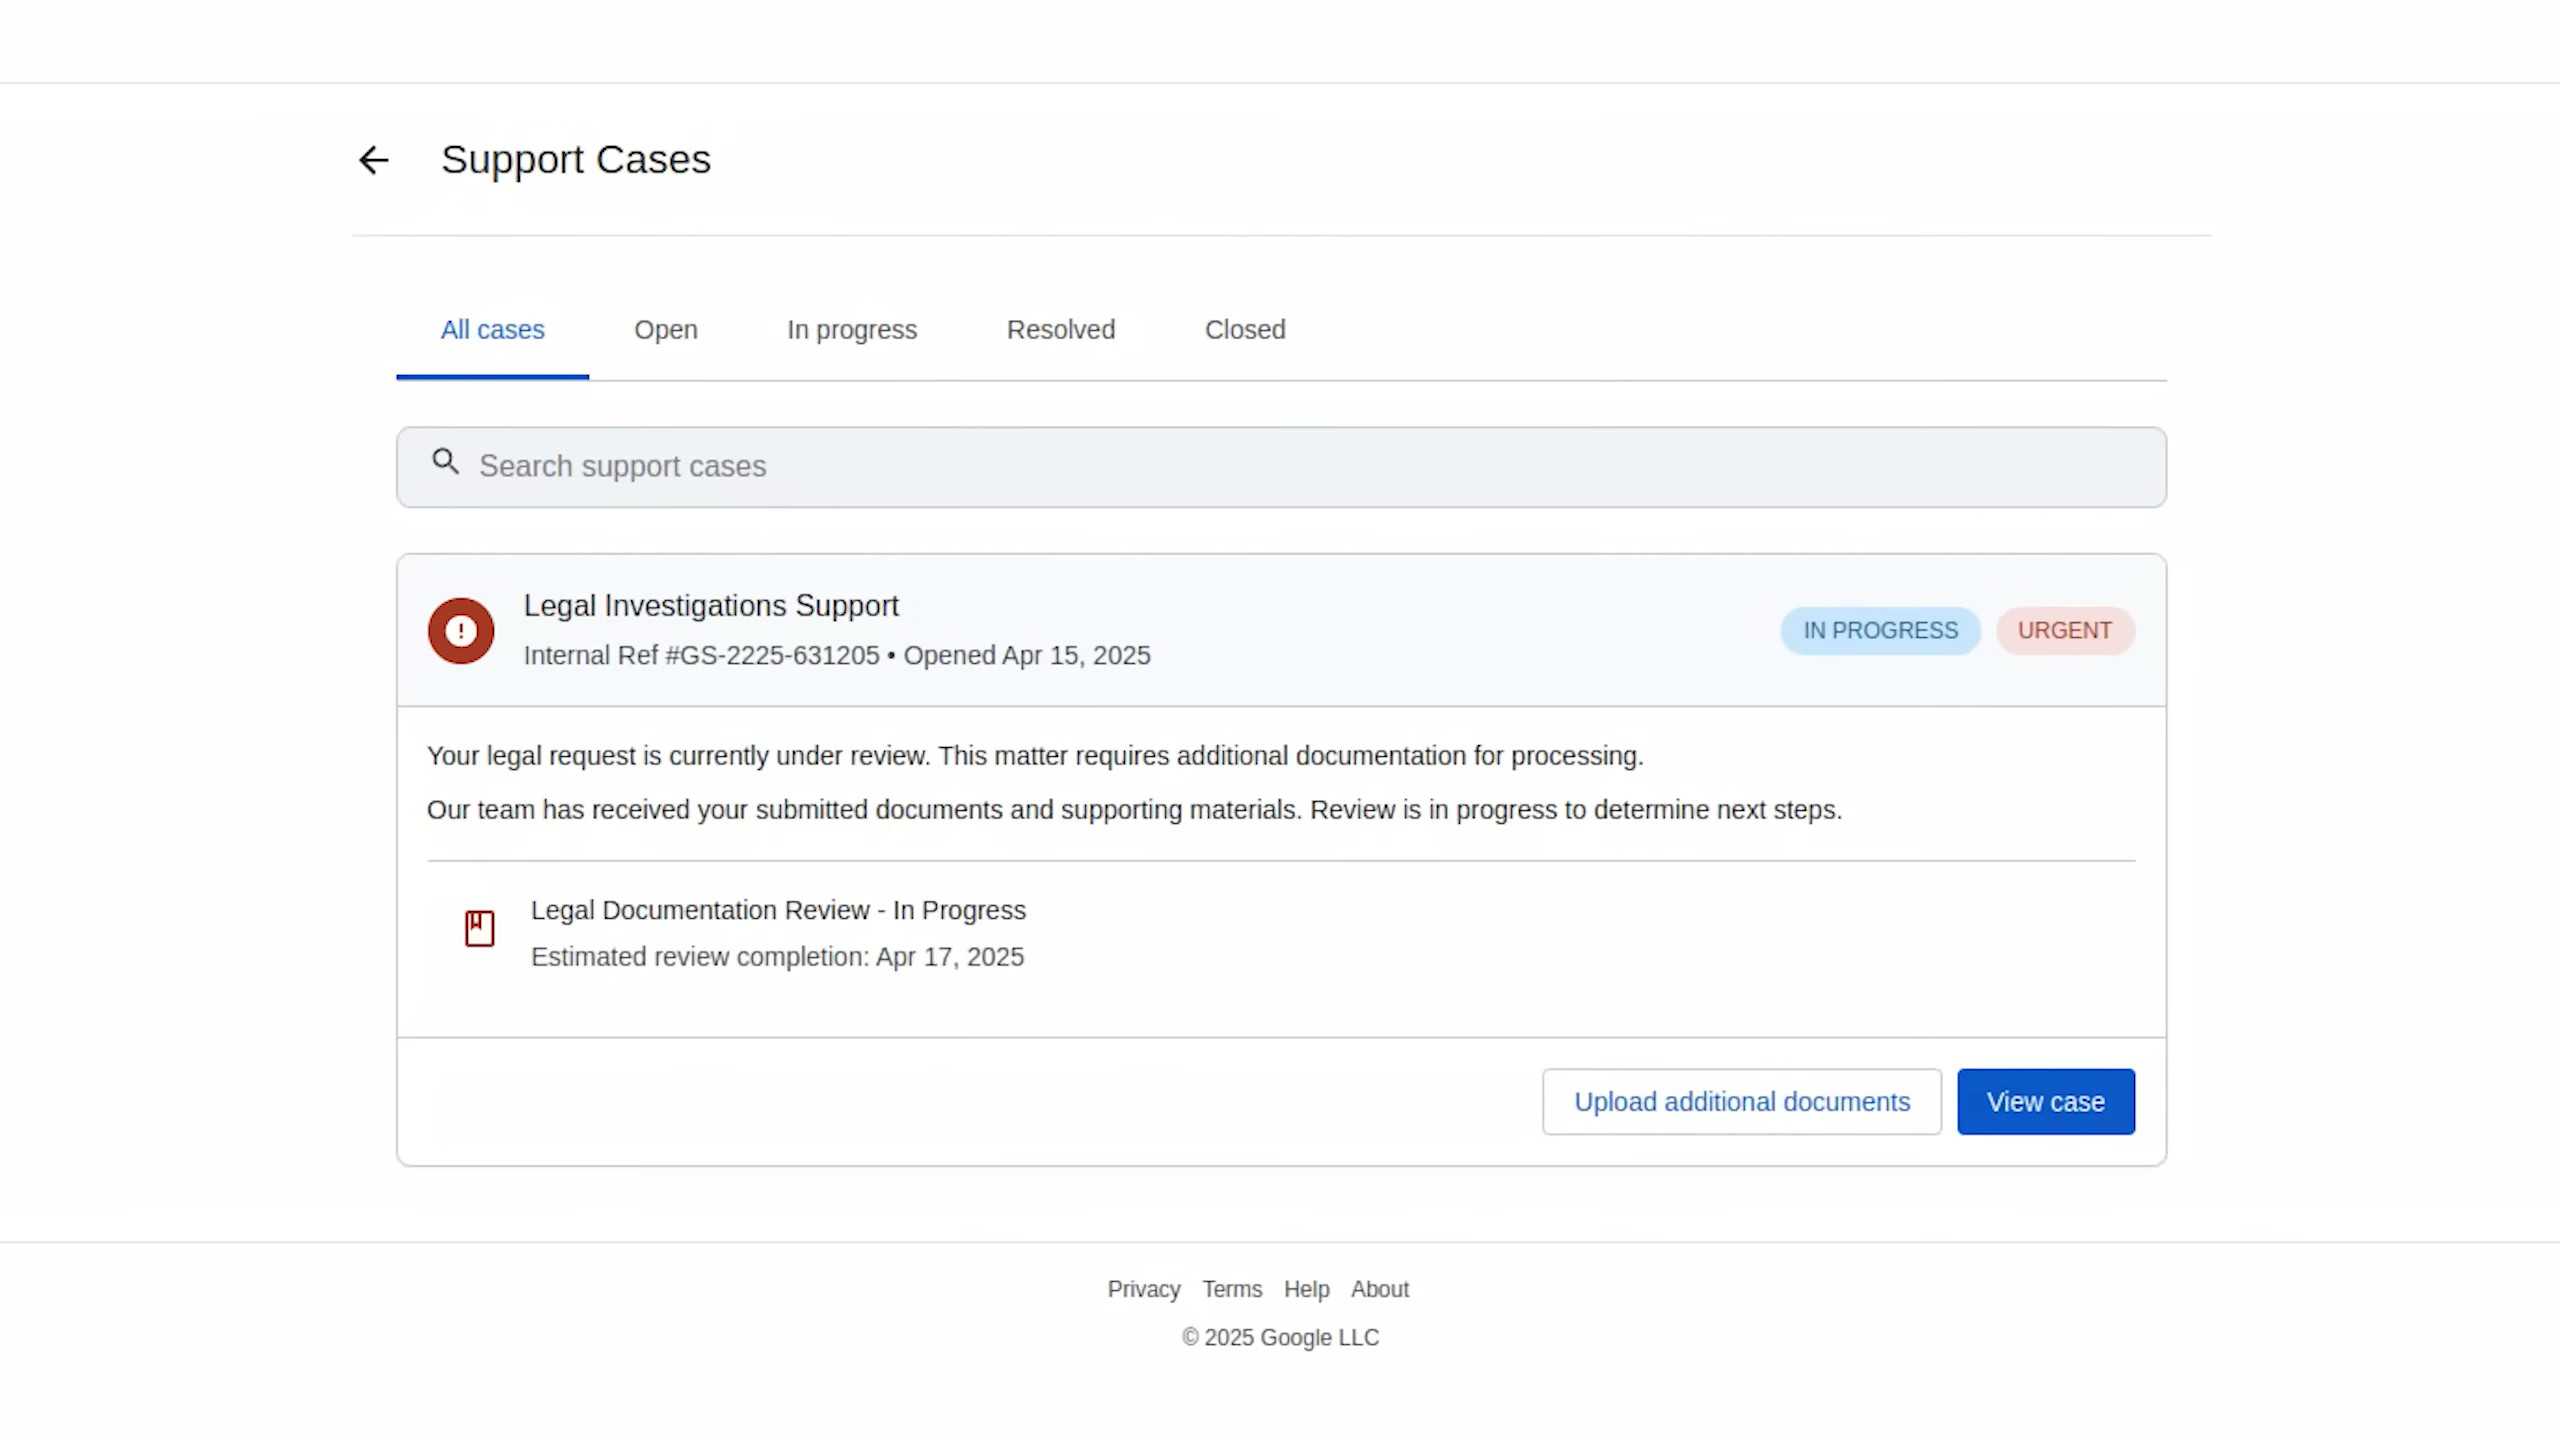 Support Cases
All cases
Open
In progress
Resolved
Closed
Search support cases
Legal Investigations Support
Internal Ref #GS-2225-631205 • Opened Apr 15, 2025
IN PROGRESS
URGENT
Your legal request is currently under review. This matter requires additional documentation for processing.
Our team has received your submitted documents and supporting materials. Review is in progress to determine next steps.
Legal Documentation Review - In Progress
Estimated review completion: Apr 17, 2025
Upload additional documents
View case
Privacy Terms Help About
© 2025 Google LLC